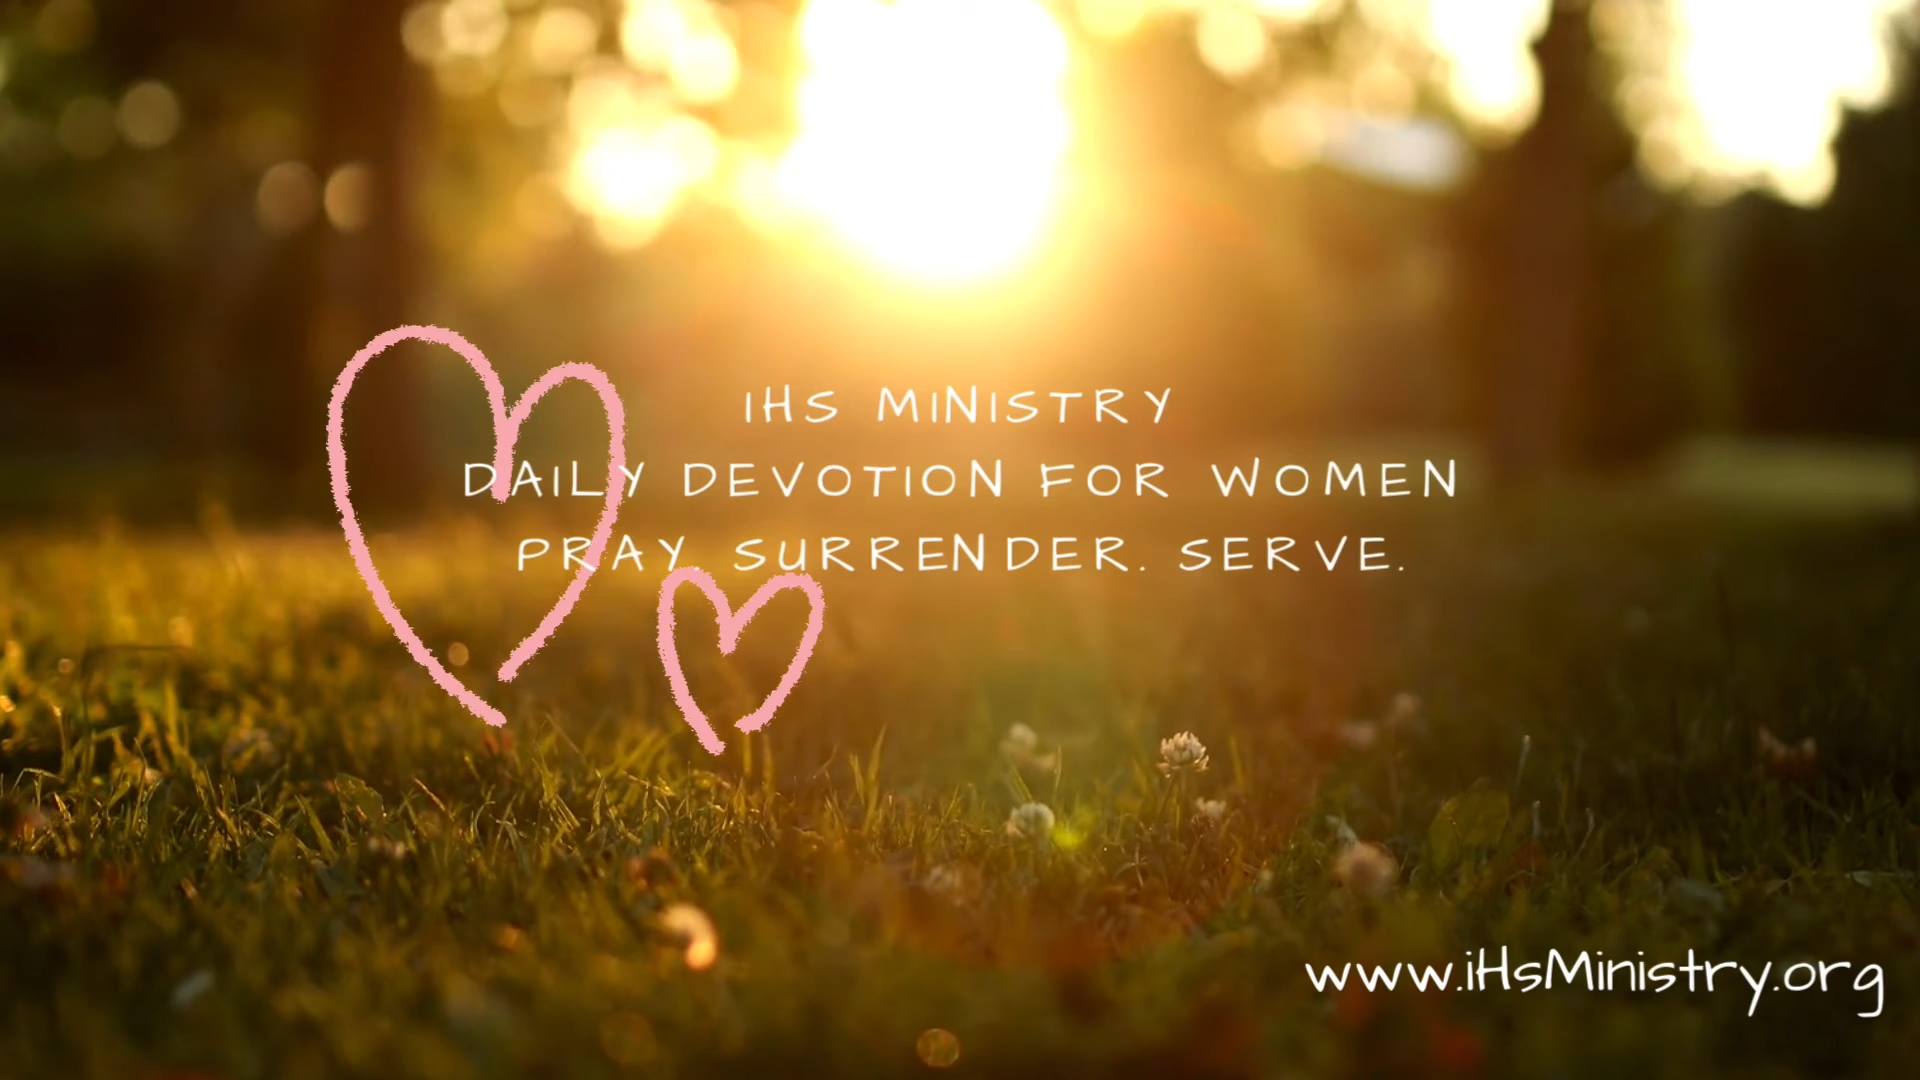 IHS MINISTRY
DAILY DEVOTION FOR WOMEN
PRAY SURRENDER. SERVE.
www.iHsMinistry.org